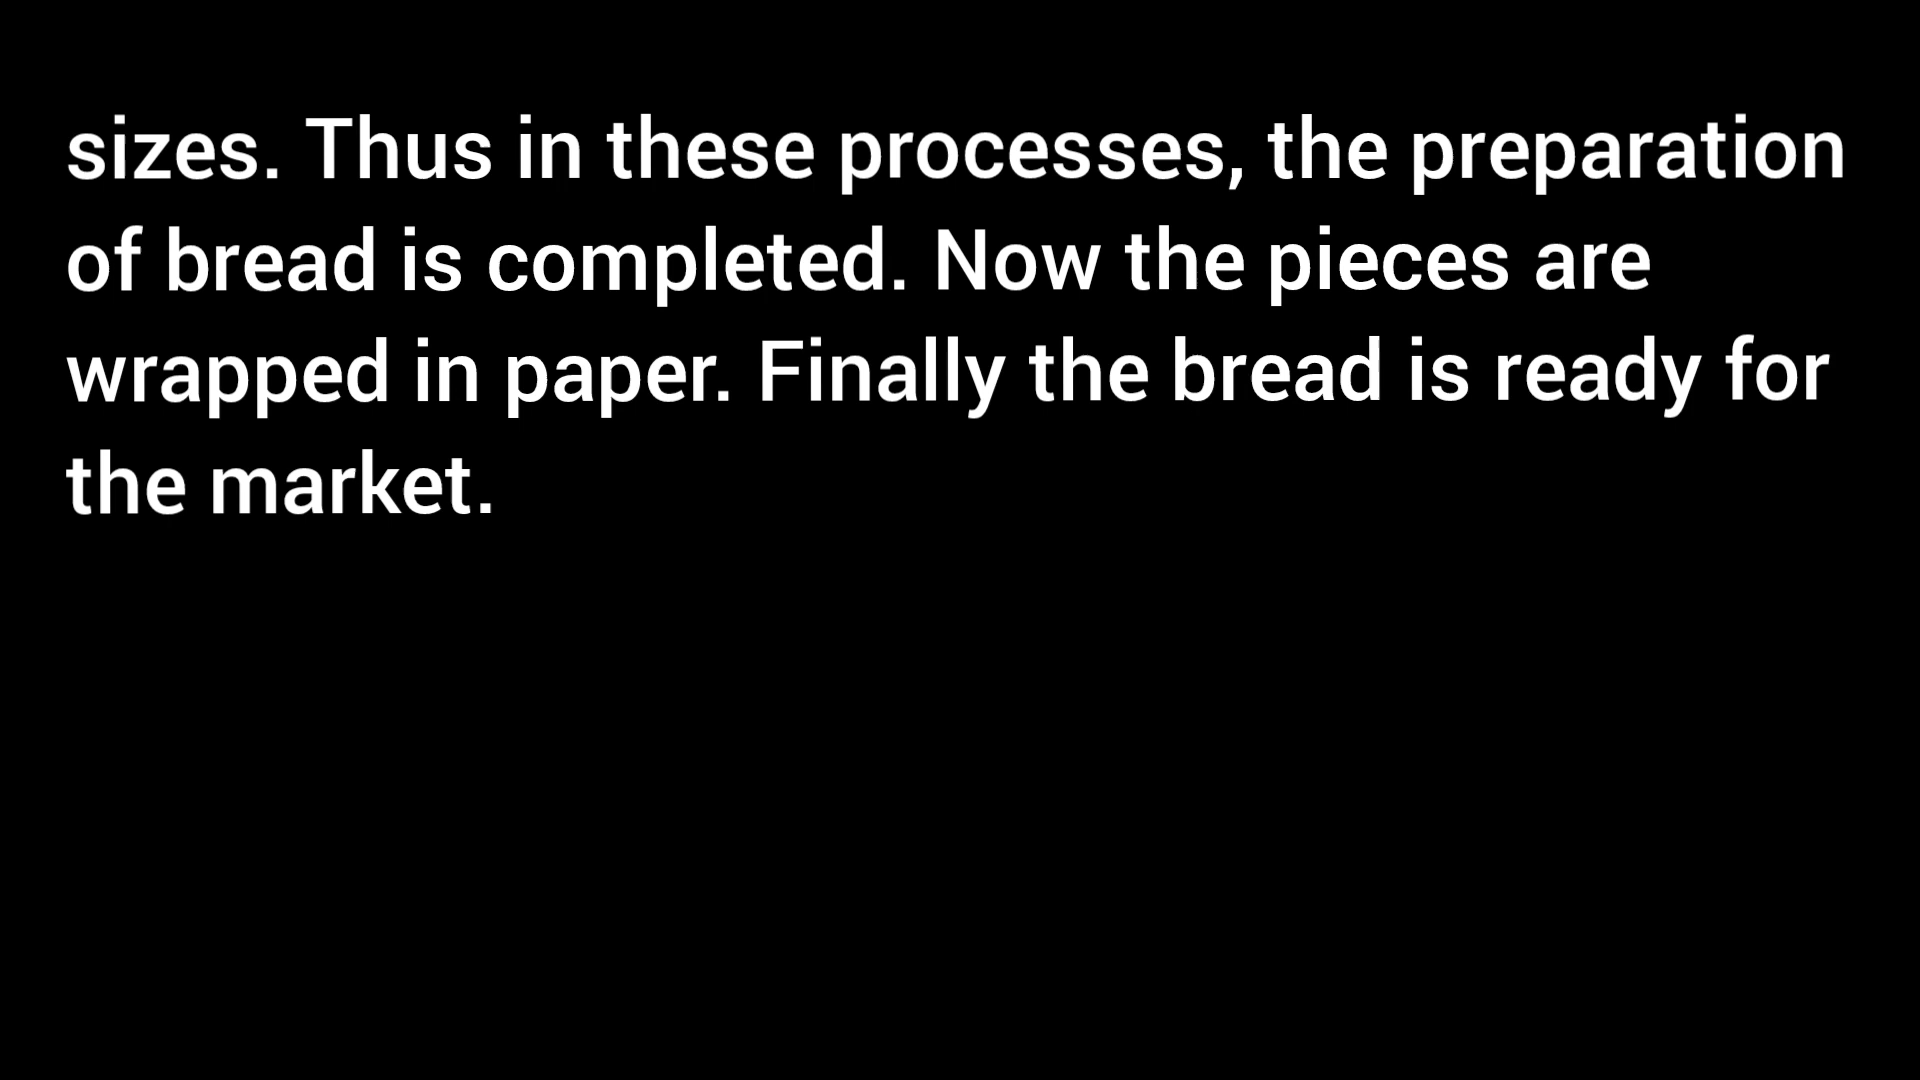 sizes. Thus in these processes, the preparation
of bread is completed. Now the pieces are
wrapped in paper. Finally the bread is ready for
the market.